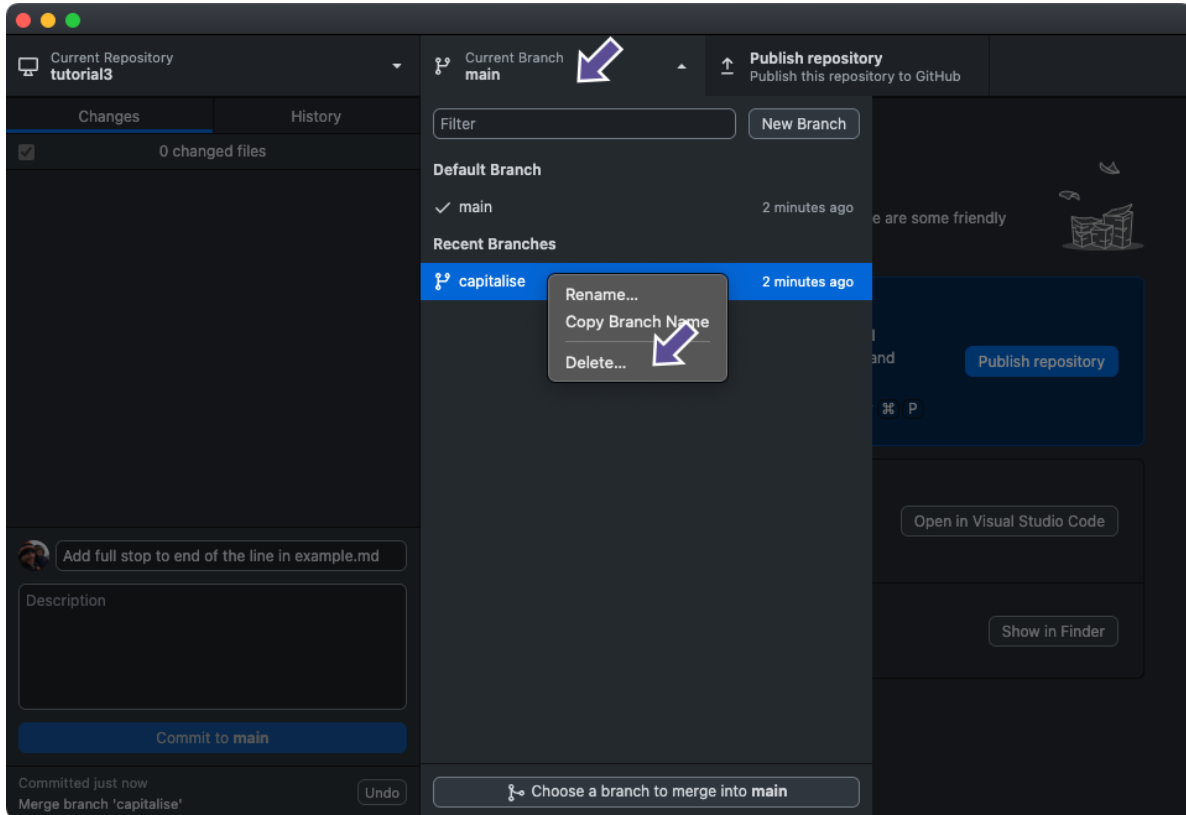 Current Repository
tutorial3
Current Branch
main
Publish repository
Publish this repository to GitHub
Changes
History
0 changed files
Filter
New Branch
Default Branch
main
2 minutes ago
Recent Branches
capitalise
2 minutes ago
Rename...
Copy Branch Name
Delete...
e are some friendly
and
Publish repository
⌘ P
Open in Visual Studio Code
Show in Finder
Add full stop to end of the line in example.md
Description
Commit to main
Committed just now
Merge branch 'capitalise'
Undo
Choose a branch to merge into main